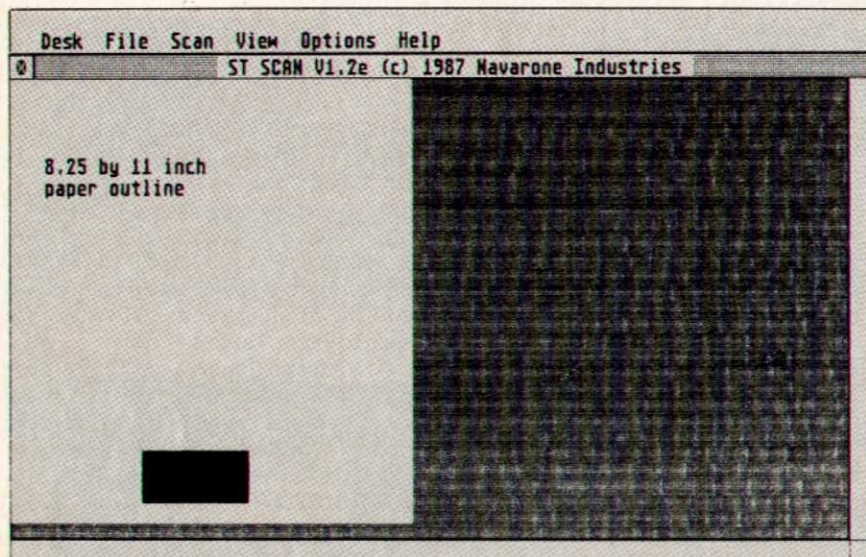 Desk File Scan View Options Help
ST SCAN V1.2e (c) 1987 Navarone Industries
8.25 by 11 inch
paper outline